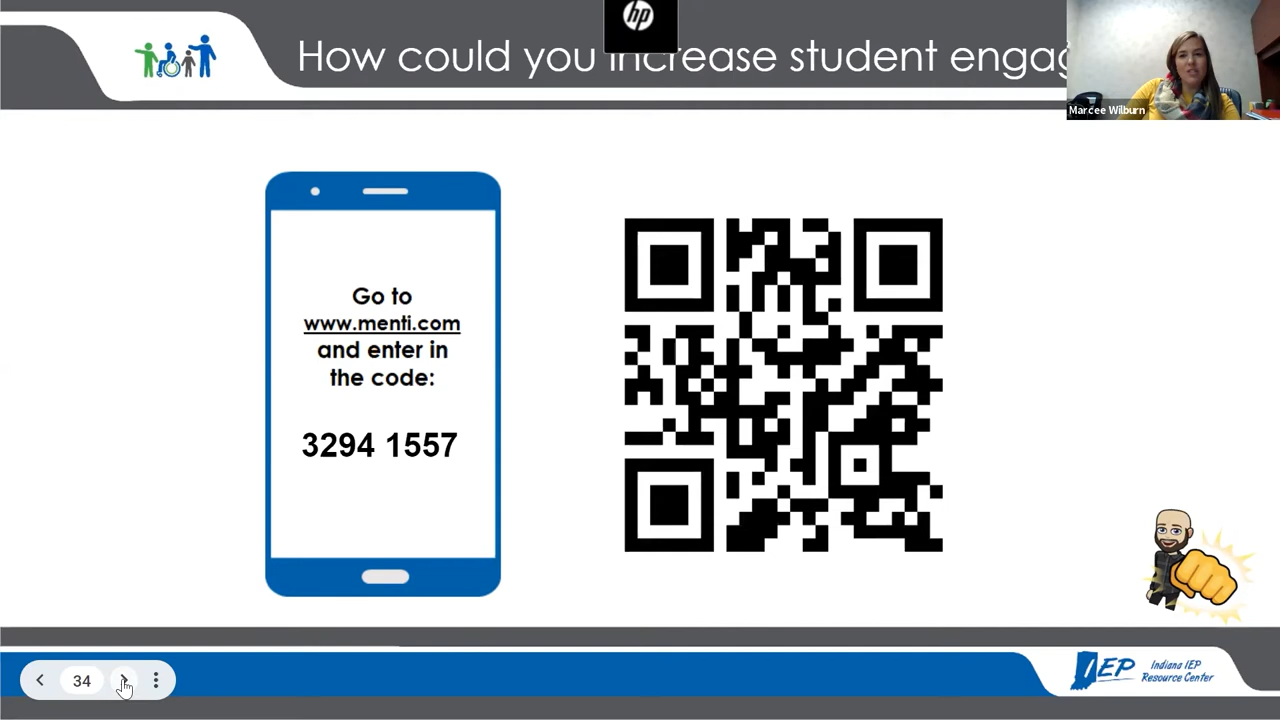 How could you increase student engag
hp
Marcee Wilburn
Go to
www.menti.com
and enter in
the code:
3294 1557
34
IEP
Indiana IEP
Resource Center